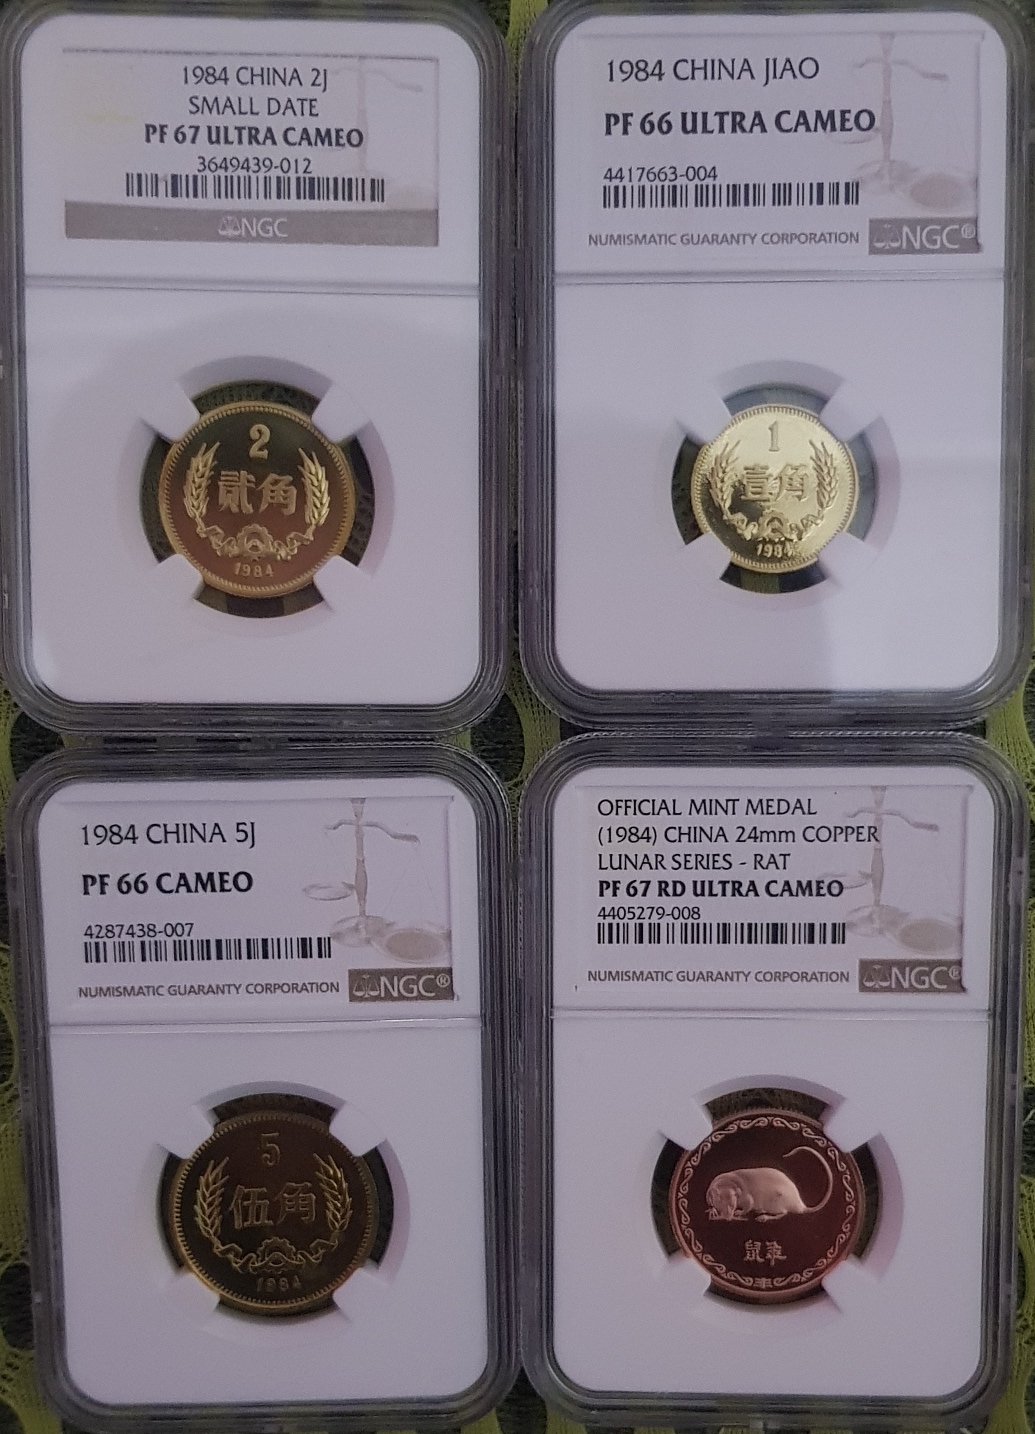 1984 CHINA 2J
SMALL DATE
PF 67 ULTRA CAMEO
3649439-012
NGC
2
贰角
1984
1984 CHINA JIAO
PF 66 ULTRA CAMEO
4417663-004
NUMISMATIC GUARANTY CORPORATION
NGC®
1
壹角
1984
1984 CHINA 5J
PF 66 CAMEO
4287438-007
NUMISMATIC GUARANTY CORPORATION
NGC®
5
伍角
1984
OFFICIAL MINT MEDAL
(1984) CHINA 24mm COPPER
LUNAR SERIES - RAT
PF 67 RD ULTRA CAMEO
4405279-008
NUMISMATIC GUARANTY CORPORATION
NGC®
鼠年